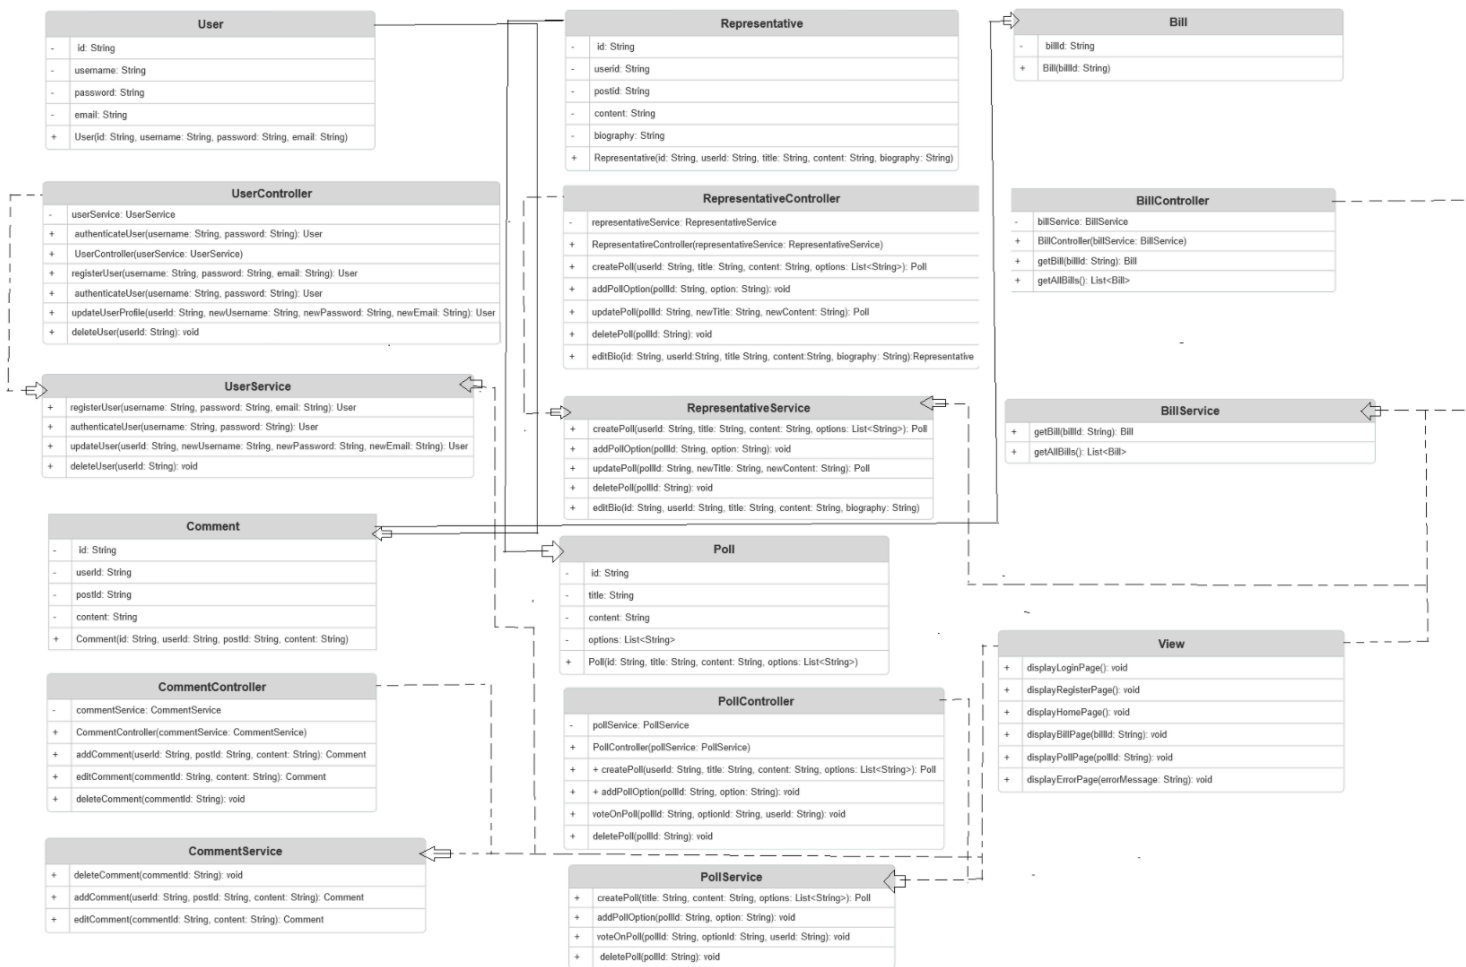 User
- id: String
- username: String
- password: String
- email: String
+ User(id: String, username: String, password: String, email: String)
Representative
- id: String
- userid: String
- postid: String
- content: String
- biography: String
+ Representative(id: String, userId: String, title: String, content: String, biography: String)
Bill
- billId: String
+ Bill(billId: String)
UserController
- userService: UserService
+ authenticateUser(username: String, password: String): User
+ UserController(userService: UserService)
+ registerUser(username: String, password: String, email: String): User
+ authenticateUser(username: String, password: String): User
+ updateUserProfile(userId: String, newUsername: String, newPassword: String, newEmail: String): User
+ deleteUser(userId: String): void
RepresentativeController
- representativeService: RepresentativeService
+ RepresentativeController(representativeService: RepresentativeService)
+ createPoll(userId: String, title: String, content: String, options: List<String>): Poll
+ addPollOption(pollId: String, option: String): void
+ updatePoll(pollId: String, newTitle: String, newContent: String): Poll
+ deletePoll(pollId: String): void
+ editBio(id: String, userId:String, title String, content:String, biography: String):Representative
BillController
- billService: BillService
+ BillController(billService: BillService)
+ getBill(billId: String): Bill
+ getAllBills(): List<Bill>
UserService
+ registerUser(username: String, password: String, email: String): User
+ authenticateUser(username: String, password: String): User
+ updateUser(userId: String, newUsername: String, newPassword: String, newEmail: String): User
+ deleteUser(userId: String): void
RepresentativeService
+ createPoll(userId: String, title: String, content: String, options: List<String>): Poll
+ addPollOption(pollId: String, option: String): void
+ updatePoll(pollId: String, newTitle: String, newContent: String): Poll
+ deletePoll(pollId: String): void
+ editBio(id: String, userId: String, title: String, content: String, biography: String)
BillService
+ getBill(billId: String): Bill
+ getAllBills(): List<Bill>
Comment
- id: String
- userId: String
- postId: String
- content: String
+ Comment(id: String, userId: String, postId: String, content: String)
Poll
- id: String
- title: String
- content: String
- options: List<String>
+ Poll(id: String, title: String, content: String, options: List<String>)
View
+ displayLoginPage(): void
+ displayRegisterPage(): void
+ displayHomePage(): void
+ displayBillPage(billId: String): void
+ displayPollPage(pollId: String): void
+ displayErrorPage(errorMessage: String): void
CommentController
- commentService: CommentService
+ CommentController(commentService: CommentService)
+ addComment(userId: String, postId: String, content: String): Comment
+ editComment(commentId: String, content: String): Comment
+ deleteComment(commentId: String): void
PollController
- pollService: PollService
+ PollController(pollService: PollService)
+ + createPoll(userId: String, title: String, content: String, options: List<String>): Poll
+ + addPollOption(pollId: String, option: String): void
+ voteOnPoll(pollId: String, optionId: String, userId: String): void
+ deletePoll(pollId: String): void
CommentService
+ deleteComment(commentId: String): void
+ addComment(userId: String, postId: String, content: String): Comment
+ editComment(commentId: String, content: String): Comment
PollService
+ createPoll(title: String, content: String, options: List<String>): Poll
+ addPollOption(pollId: String, option: String): void
+ voteOnPoll(pollId: String, optionId: String, userId: String): void
+ deletePoll(pollId: String): void